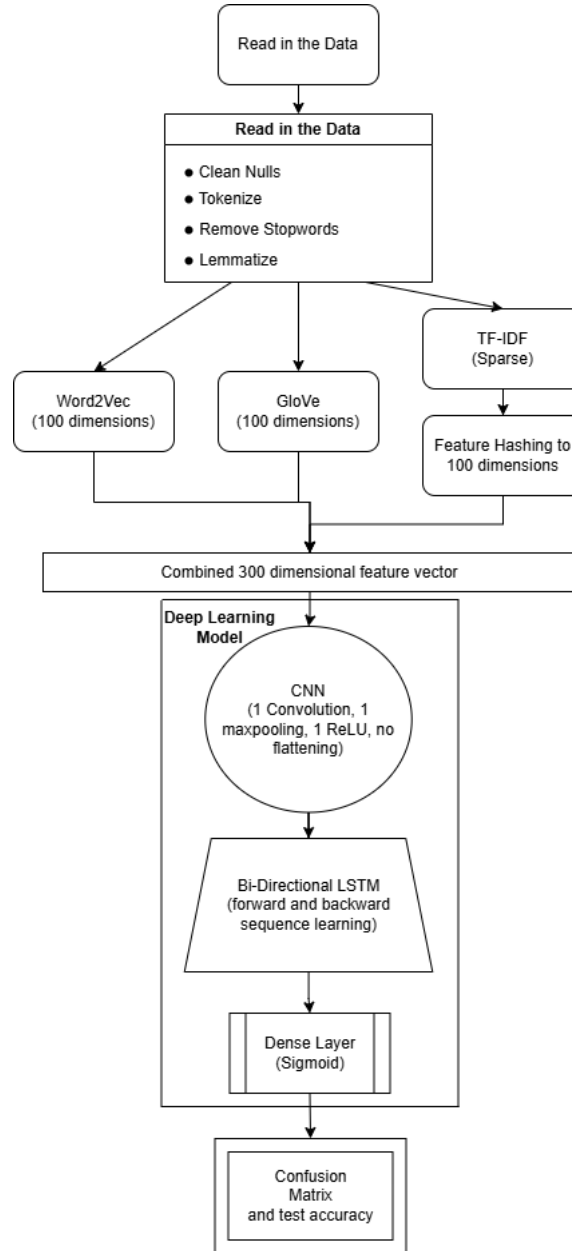 Read in the Data
Read in the Data
● Clean Nulls
● Tokenize
● Remove Stopwords
● Lemmatize
TF-IDF
(Sparse)
Word2Vec
(100 dimensions)
GloVe
(100 dimensions)
Feature Hashing to
100 dimensions
Combined 300 dimensional feature vector
Deep Learning
Model
CNN
(1 Convolution, 1
maxpooling, 1 ReLU, no
flattening)
Bi-Directional LSTM
(forward and backward
sequence learning)
Dense Layer
(Sigmoid)
Confusion
Matrix
and test accuracy